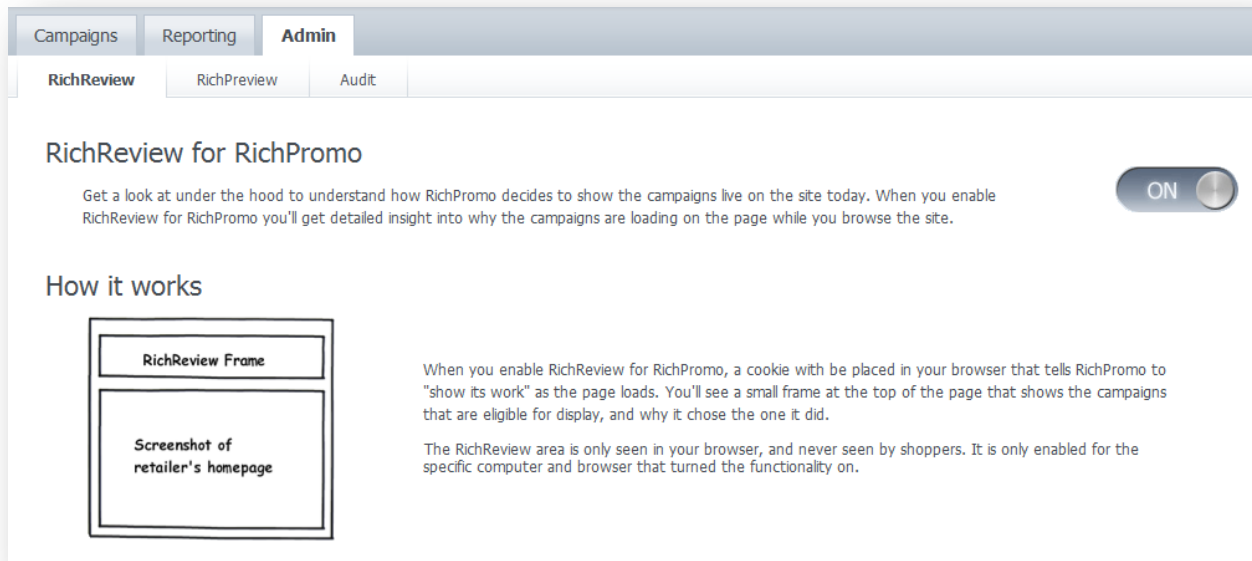 Campaigns Reporting Admin
RichReview RichPreview Audit
RichReview for RichPromo
Get a look at under the hood to understand how RichPromo decides to show the campaigns live on the site today. When you enable
RichReview for RichPromo you'll get detailed insight into why the campaigns are loading on the page while you browse the site.
ON
How it works
RichReview Frame
Screenshot of
retailer's homepage
When you enable RichReview for RichPromo, a cookie with be placed in your browser that tells RichPromo to
"show its work" as the page loads. You'll see a small frame at the top of the page that shows the campaigns
that are eligible for display, and why it chose the one it did.
The RichReview area is only seen in your browser, and never seen by shoppers. It is only enabled for the
specific computer and browser that turned the functionality on.